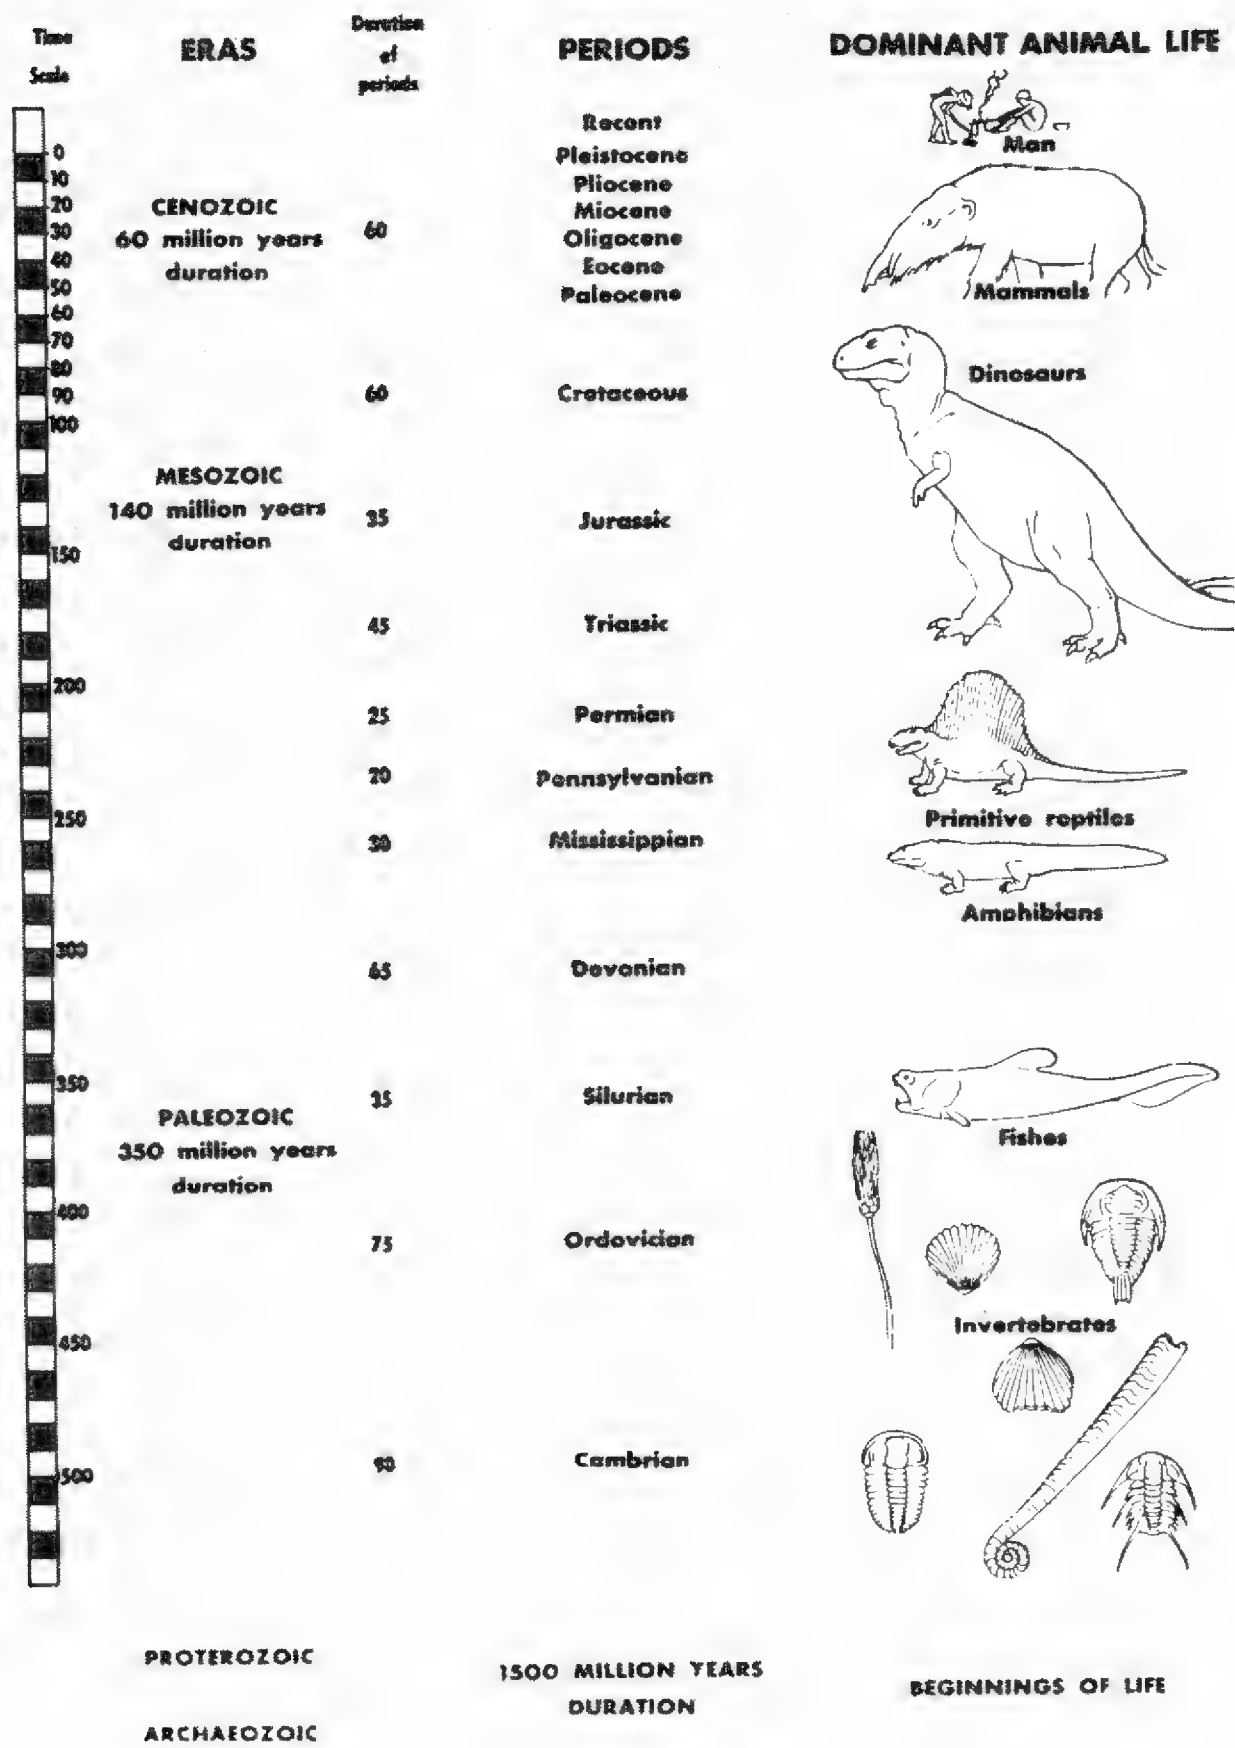 Time
Scale
ERAS
Duration
of
periods
PERIODS
DOMINANT ANIMAL LIFE
Recent
Pleistocene
Pliocene
Miocene
Oligocene
Eocene
Paleocene
Man
Mammals
0
10
20
30
40
50
60
70
80
90
100
150
200
250
300
350
400
450
500
CENOZOIC
60 million years
duration
60
60
Cretaceous
Dinosaurs
MESOZOIC
140 million years
duration
35
Jurassic
45
Triassic
25
Permian
20
Pennsylvanian
Primitive reptiles
30
Mississippian
Amphibians
65
Devonian
35
Silurian
Fishes
PALEOZOIC
350 million years
duration
75
Ordovician
Invertebrates
90
Cambrian
PROTEROZOIC
ARCHAEOZOIC
1500 MILLION YEARS
DURATION
BEGINNINGS OF LIFE